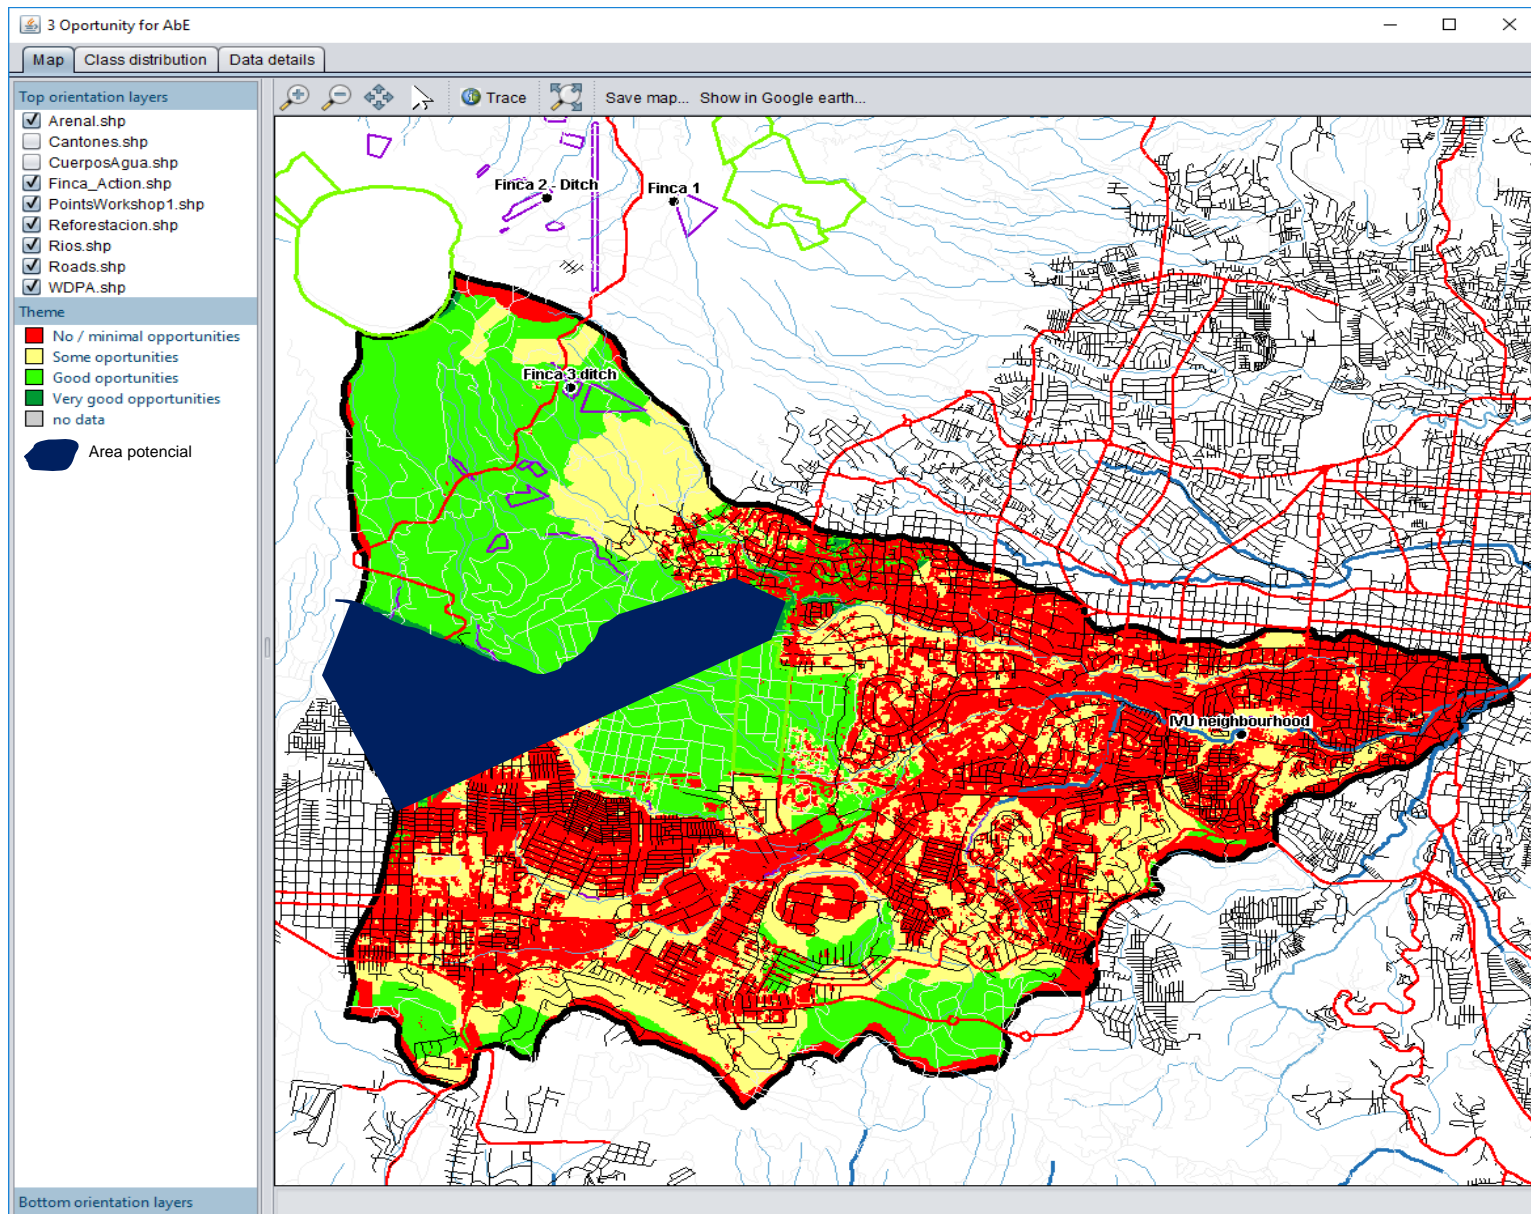 3 Oportunity for AbE
Map Class distribution Data details
Top orientation layers
Arenal.shp
Cantones.shp
CuerposAgua.shp
Finca_Action.shp
PointsWorkshop1.shp
Reforestacion.shp
Rios.shp
Roads.shp
WDPA.shp
Theme
No / minimal opportunities
Some oportunities
Good oportunities
Very good opportunities
no data
Area potencial
Bottom orientation layers
Trace Save map... Show in Google earth...
Finca 2 - Ditch
Finca 1
Finca 3 ditch
IVU neighbourhood